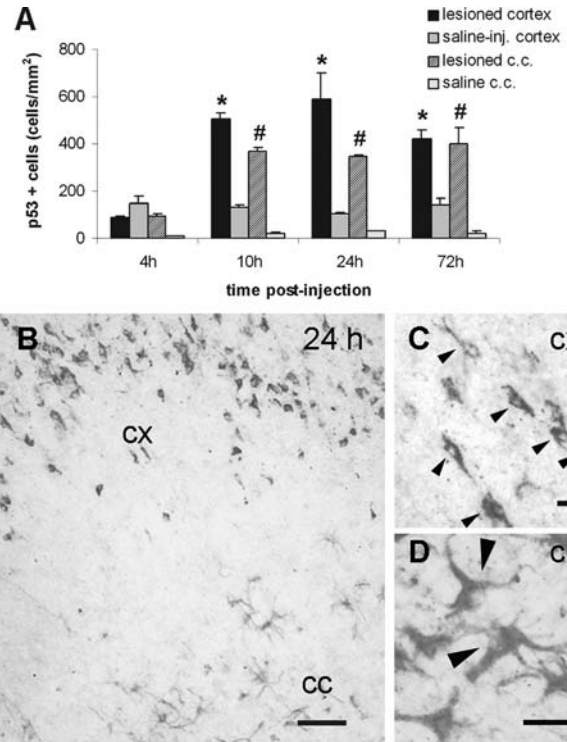 A
lesioned cortex
saline-inj. cortex
lesioned c.c.
saline c.c.
p53 + cells (cells/mm²)
800
600
400
200
0
* # * # * #
4h 10h 24h 72h
time post-injection
B 24 h
cx
cc
C
D